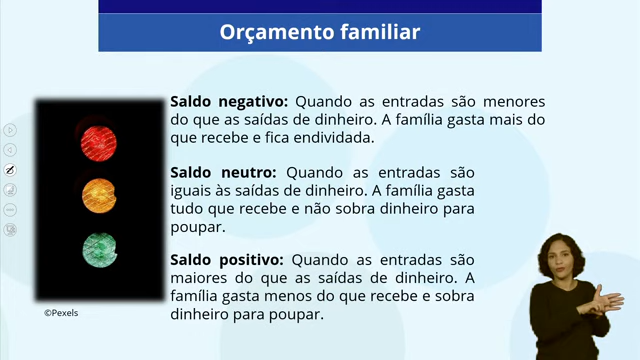 Orçamento familiar
Saldo negativo: Quando as entradas são menores
do que as saídas de dinheiro. A família gasta mais do
que recebe e fica endividada.
Saldo neutro: Quando as entradas são
iguais às saídas de dinheiro. A família gasta
tudo que recebe e não sobra dinheiro para
poupar.
Saldo positivo: Quando as entradas são
maiores do que as saídas de dinheiro. A
família gasta menos do que recebe e sobra
dinheiro para poupar.
©Pexels